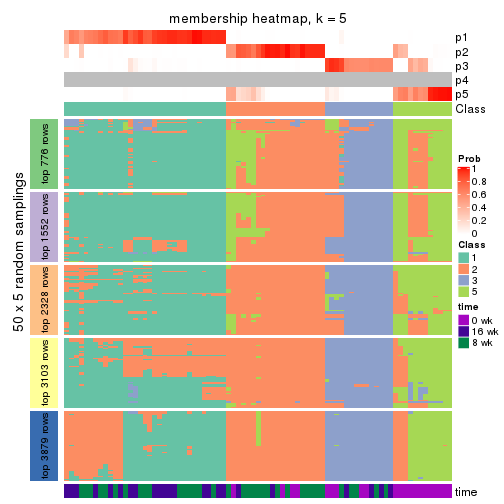 membership heatmap, k = 5
p1
p2
p3
p4
p5
Class
50 x 5 random samplings
top 776 rows
top 1552 rows
top 2328 rows
top 3103 rows
top 3879 rows
time
Prob
1
0.8
0.6
0.4
0.2
0
Class
1
2
3
5
time
0 wk
16 wk
8 wk